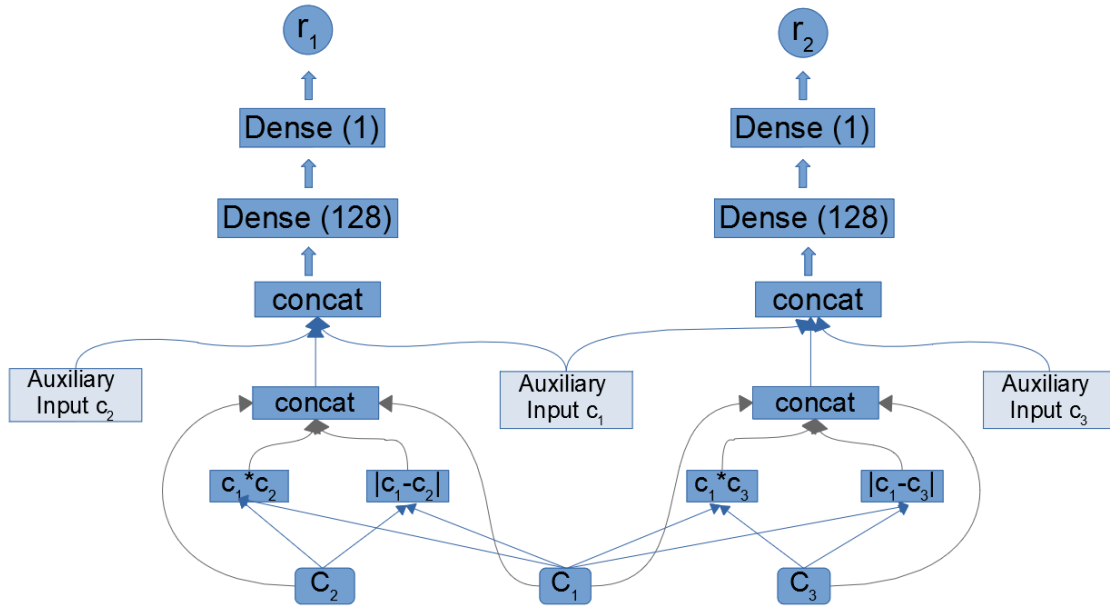 r₁ r₂
Dense (1) Dense (1)
Dense (128) Dense (128)
concat concat
Auxiliary Auxiliary Auxiliary
Input c₂ Input c₁ Input c₃
concat concat
c₁*c₂ |c₁-c₂| c₁*c₃ |c₁-c₃|
C₂ C₁ C₃